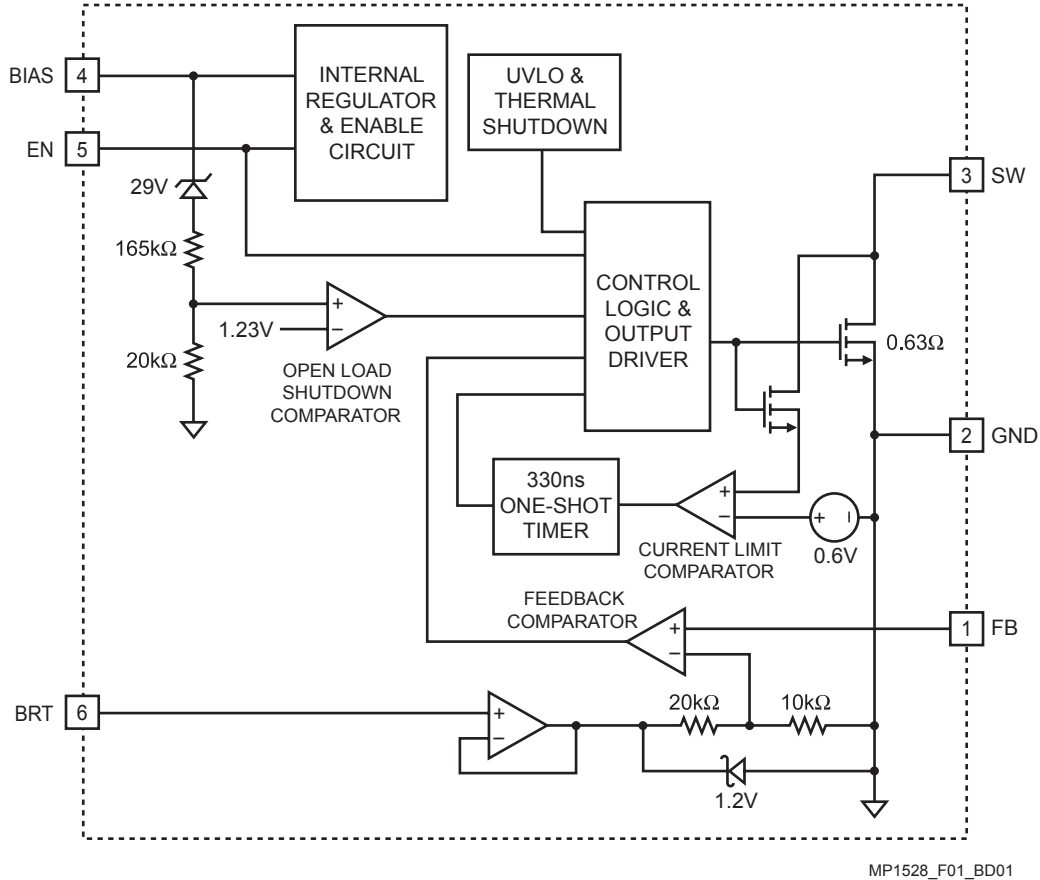 BIAS 4
INTERNAL
REGULATOR
& ENABLE
CIRCUIT
UVLO &
THERMAL
SHUTDOWN
EN 5
29V
3 SW
165kΩ
CONTROL
LOGIC &
OUTPUT
DRIVER
+
−
1.23V
0.63Ω
20kΩ
OPEN LOAD
SHUTDOWN
COMPARATOR
2 GND
330ns
ONE-SHOT
TIMER
+
−
+ −
CURRENT LIMIT
COMPARATOR
0.6V
FEEDBACK
COMPARATOR
+
−
1 FB
BRT 6
+
−
20kΩ
10kΩ
1.2V
MP1528_F01_BD01